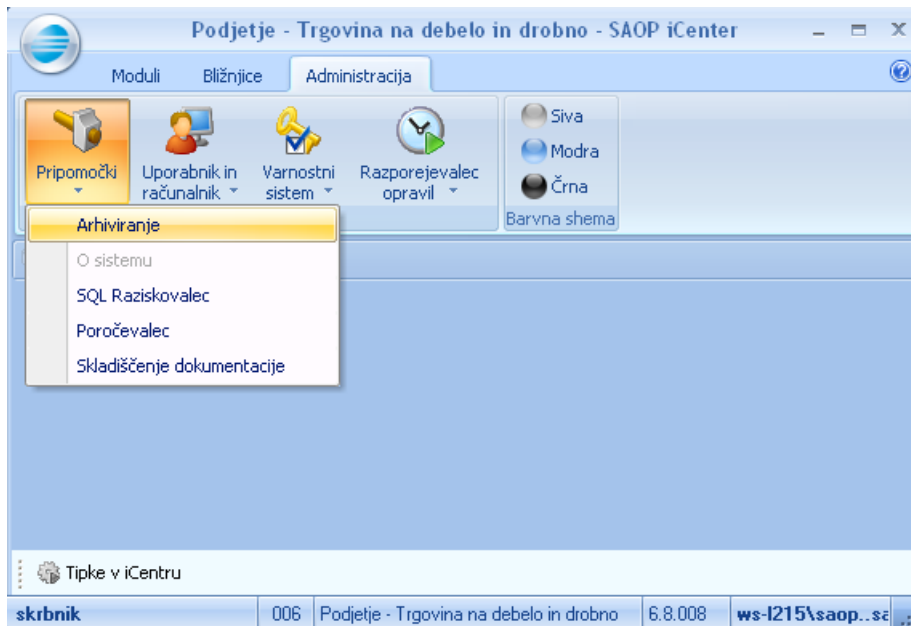 Podjetje - Trgovina na debelo in drobno - SAOP iCenter
Moduli Bližnjice Administracija
Pripomočki
Uporabnik in računalnik
Varnostni sistem
Razporejevalec opravil
Siva
Modra
Črna
Barvna shema
Arhiviranje
O sistemu
SQL Raziskovalec
Poročevalec
Skladiščenje dokumentacije
Tipke v iCentru
skrbnik 006 Podjetje - Trgovina na debelo in drobno 6.8.008 ws-l215\saop..sa